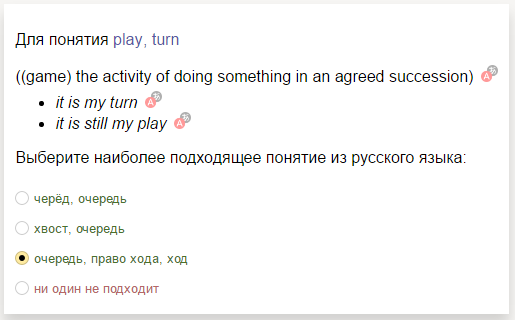 Для понятия play, turn
((game) the activity of doing something in an agreed succession)
it is my turn
it is still my play
Выберите наиболее подходящее понятие из русского языка:
черёд, очередь
хвост, очередь
очередь, право хода, ход
ни один не подходит